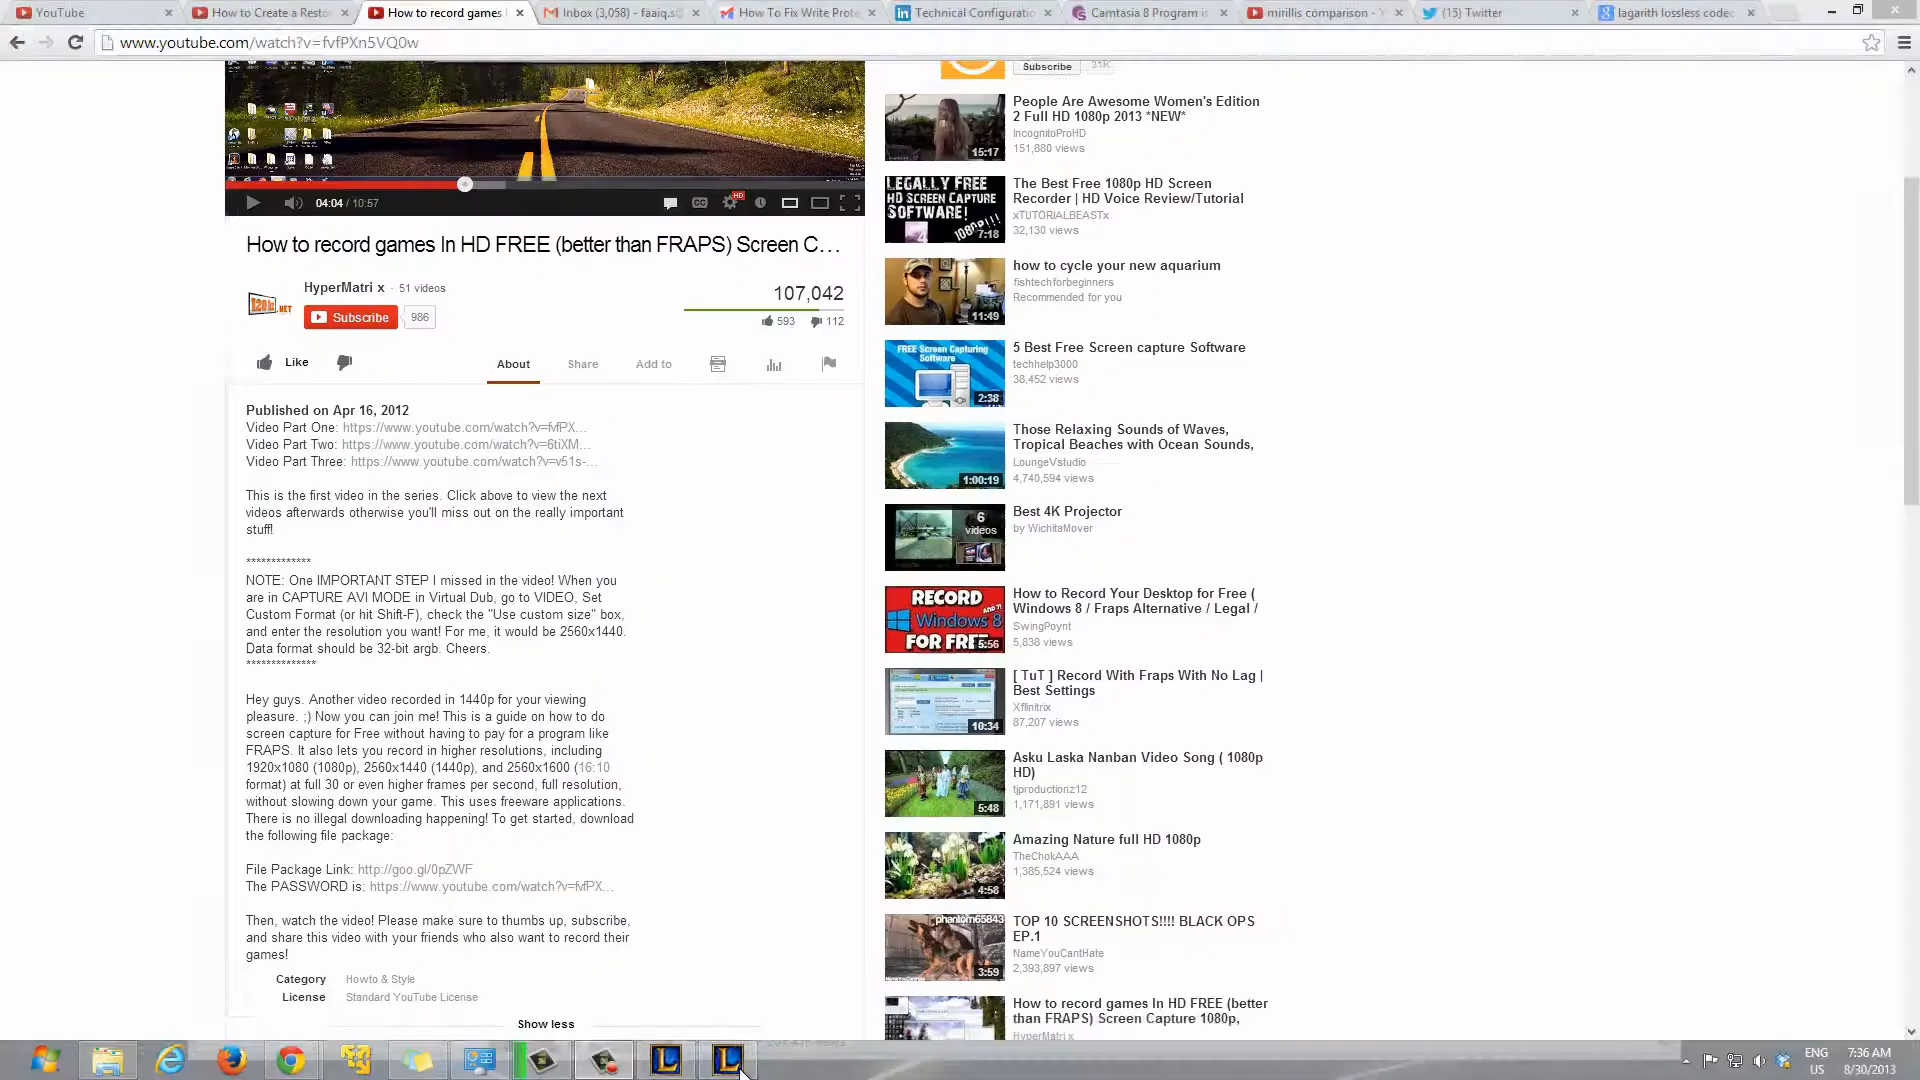 YouTube
How to Create a Resto
How to record games
Inbox (3,058) - faaiq.s
How To Fix Write Prote
Technical Configuratio
Camtasia 8 Program is
mirillis comparison - Y
(15) Twitter
lagarith lossless codec
www.youtube.com/watch?v=fvfPXn5VQ0w
Subscribe 31K
04:04 / 10:57
HD
How to record games In HD FREE (better than FRAPS) Screen C...
HyperMatri x · 51 videos
Subscribe 986
107,042
593 112
Like
About Share Add to
Published on Apr 16, 2012
Video Part One: https://www.youtube.com/watch?v=fvfPX...
Video Part Two: https://www.youtube.com/watch?v=6tiXM...
Video Part Three: https://www.youtube.com/watch?v=v51s-...
This is the first video in the series. Click above to view the next
videos afterwards otherwise you'll miss out on the really important
stuff!
*************
NOTE: One IMPORTANT STEP I missed in the video! When you
are in CAPTURE AVI MODE in Virtual Dub, go to VIDEO, Set
Custom Format (or hit Shift-F), check the "Use custom size" box,
and enter the resolution you want! For me, it would be 2560x1440.
Data format should be 32-bit argb. Cheers.
**************
Hey guys. Another video recorded in 1440p for your viewing
pleasure. ;) Now you can join me! This is a guide on how to do
screen capture for Free without having to pay for a program like
FRAPS. It also lets you record in higher resolutions, including
1920x1080 (1080p), 2560x1440 (1440p), and 2560x1600 (16:10
format) at full 30 or even higher frames per second, full resolution,
without slowing down your game. This uses freeware applications.
There is no illegal downloading happening! To get started, download
the following file package:
File Package Link: http://goo.gl/0pZWF
The PASSWORD is: https://www.youtube.com/watch?v=fvfPX...
Then, watch the video! Please make sure to thumbs up, subscribe,
and share this video with your friends who also want to record their
games!
Category Howto & Style
License Standard YouTube License
Show less
People Are Awesome Women's Edition
2 Full HD 1080p 2013 *NEW*
IncognitoProHD
151,880 views
15:17
LEGALLY FREE
HD SCREEN CAPTURE
SOFTWARE!
1080P!!!
7:18
The Best Free 1080p HD Screen
Recorder | HD Voice Review/Tutorial
xTUTORIALBEASTx
32,130 views
how to cycle your new aquarium
fishtechforbeginners
Recommended for you
11:49
FREE Screen Capturing
Software
2:38
5 Best Free Screen capture Software
techhelp3000
38,452 views
Those Relaxing Sounds of Waves,
Tropical Beaches with Ocean Sounds,
LoungeVstudio
4,740,594 views
1:00:19
6
videos
Best 4K Projector
by WichitaMover
RECORD
Windows 8
FOR FREE
5:56
How to Record Your Desktop for Free (
Windows 8 / Fraps Alternative / Legal /
SwingPoynt
5,838 views
[ TuT ] Record With Fraps With No Lag |
Best Settings
Xflinitrix
87,207 views
10:34
Asku Laska Nanban Video Song ( 1080p
HD)
tjproductionz12
1,171,891 views
5:48
Amazing Nature full HD 1080p
TheChokAAA
1,385,524 views
4:58
phantom65843
3:59
TOP 10 SCREENSHOTS!!!! BLACK OPS
EP.1
NameYouCantHate
2,393,897 views
How to record games In HD FREE (better
than FRAPS) Screen Capture 1080p,
HyperMatri x
ENG
US
7:36 AM
8/30/2013